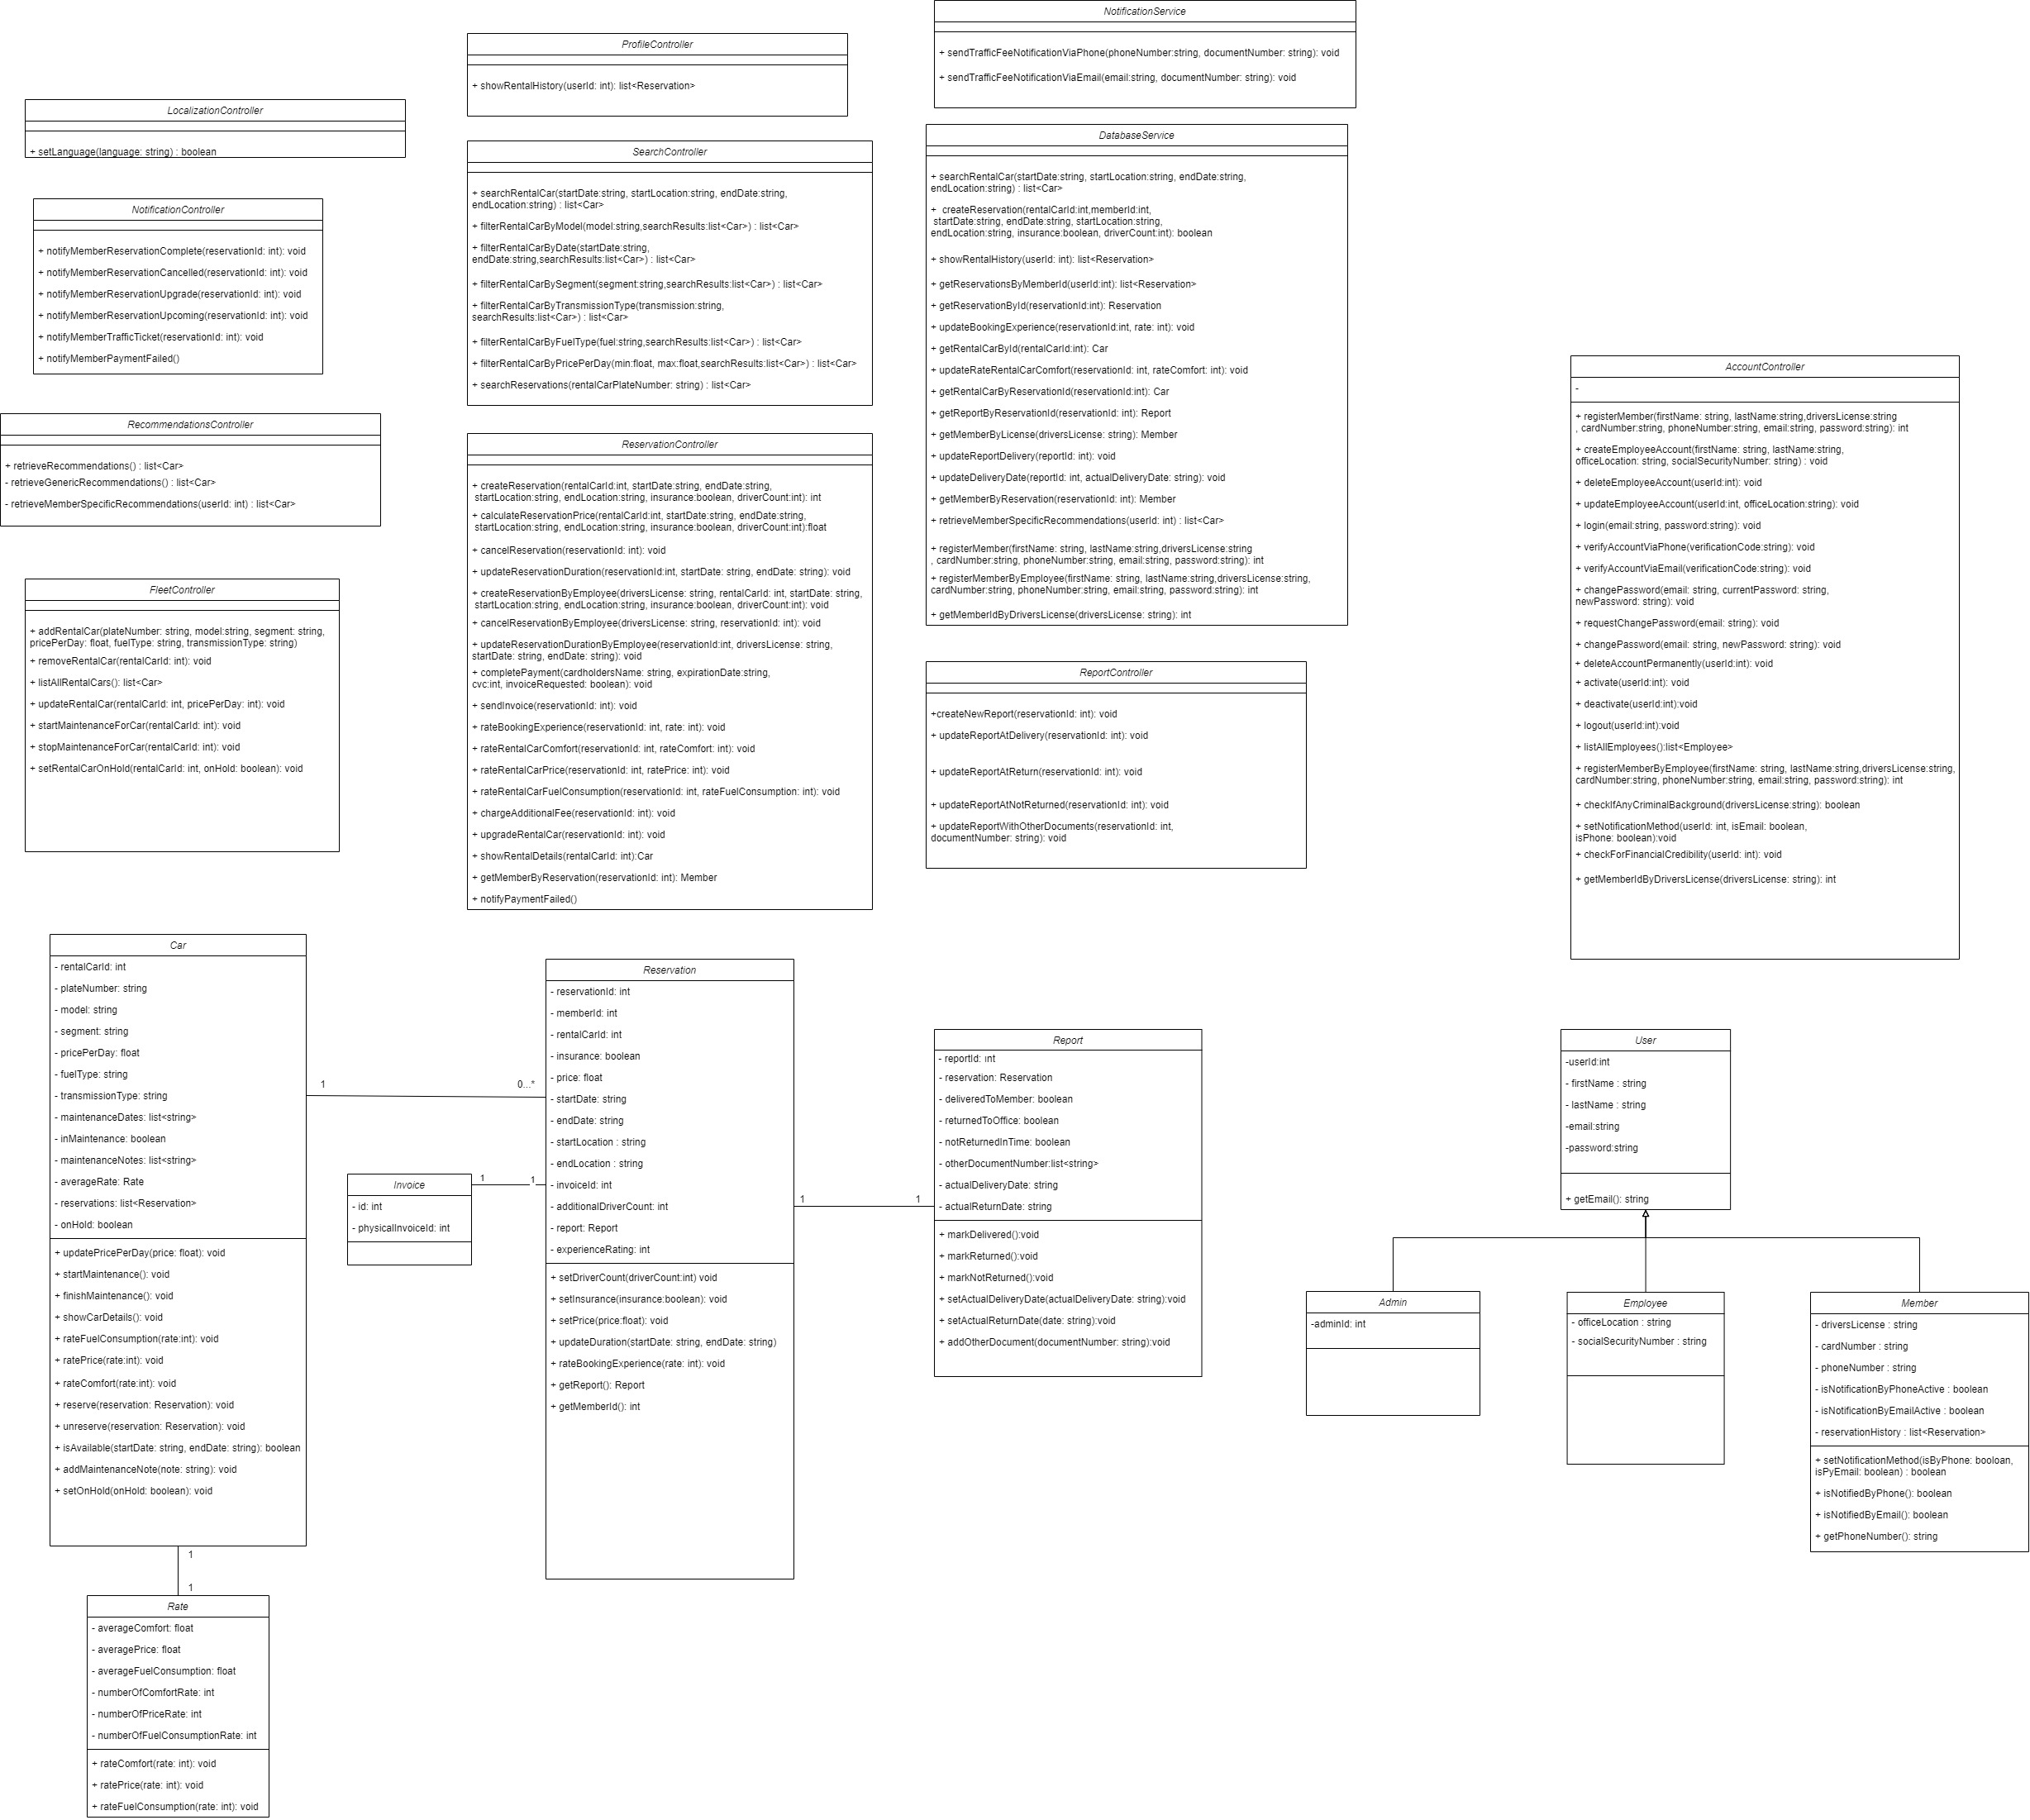 NotificationService
+ sendTrafficFeeNotificationViaPhone(phoneNumber:string, documentNumber: string): void
+ sendTrafficFeeNotificationViaEmail(email:string, documentNumber: string): void
ProfileController
+ showRentalHistory(userId: int): list<Reservation>
LocalizationController
+ setLanguage(language: string) : boolean
SearchController
+ searchRentalCar(startDate:string, startLocation:string, endDate:string,
endLocation:string) : list<Car>
+ filterRentalCarByModel(model:string,searchResults:list<Car>) : list<Car>
+ filterRentalCarByDate(startDate:string,
endDate:string,searchResults:list<Car>) : list<Car>
+ filterRentalCarBySegment(segment:string,searchResults:list<Car>) : list<Car>
+ filterRentalCarByTransmissionType(transmission:string,
searchResults:list<Car>) : list<Car>
+ filterRentalCarByFuelType(fuel:string,searchResults:list<Car>) : list<Car>
+ filterRentalCarByPricePerDay(min:float, max:float,searchResults:list<Car>) : list<Car>
+ searchReservations(rentalCarPlateNumber: string) : list<Car>
DatabaseService
+ searchRentalCar(startDate:string, startLocation:string, endDate:string,
endLocation:string) : list<Car>
+ createReservation(rentalCarId:int,memberId:int,
startDate:string, endDate:string, startLocation:string,
endLocation:string, insurance:boolean, driverCount:int): boolean
+ showRentalHistory(userId: int): list<Reservation>
+ getReservationsByMemberId(userId:int): list<Reservation>
+ getReservationById(reservationId:int): Reservation
+ updateBookingExperience(reservationId:int, rate: int): void
+ getRentalCarById(rentalCarId:int): Car
+ updateRateRentalCarComfort(reservationId: int, rateComfort: int): void
+ getRentalCarByReservationId(reservationId:int): Car
+ getReportByReservationId(reservationId: int): Report
+ getMemberByLicense(driversLicense: string): Member
+ updateReportDelivery(reportId: int): void
+ updateDeliveryDate(reportId: int, actualDeliveryDate: string): void
+ getMemberByReservation(reservationId: int): Member
+ retrieveMemberSpecificRecommendations(userId: int) : list<Car>
+ registerMember(firstName: string, lastName:string,driversLicense:string
, cardNumber:string, phoneNumber:string, email:string, password:string): int
+ registerMemberByEmployee(firstName: string, lastName:string,driversLicense:string,
cardNumber:string, phoneNumber:string, email:string, password:string): int
+ getMemberIdByDriversLicense(driversLicense: string): int
NotificationController
+ notifyMemberReservationComplete(reservationId: int): void
+ notifyMemberReservationCancelled(reservationId: int): void
+ notifyMemberReservationUpgrade(reservationId: int): void
+ notifyMemberReservationUpcoming(reservationId: int): void
+ notifyMemberTrafficTicket(reservationId: int): void
+ notifyMemberPaymentFailed()
RecommendationsController
+ retrieveRecommendations() : list<Car>
- retrieveGenericRecommendations() : list<Car>
- retrieveMemberSpecificRecommendations(userId: int) : list<Car>
ReservationController
+ createReservation(rentalCarId:int, startDate:string, endDate:string,
startLocation:string, endLocation:string, insurance:boolean, driverCount:int): int
+ calculateReservationPrice(rentalCarId:int, startDate:string, endDate:string,
startLocation:string, endLocation:string, insurance:boolean, driverCount:int):float
+ cancelReservation(reservationId: int): void
+ updateReservationDuration(reservationId:int, startDate: string, endDate: string): void
+ createReservationByEmployee(driversLicense: string, rentalCarId: int, startDate: string,
startLocation:string, endLocation:string, insurance:boolean, driverCount:int): void
+ cancelReservationByEmployee(driversLicense: string, reservationId: int): void
+ updateReservationDurationByEmployee(reservationId:int, driversLicense: string,
startDate: string, endDate: string): void
+ completePayment(cardholdersName: string, expirationDate:string,
cvc:int, invoiceRequested: boolean): void
+ sendInvoice(reservationId: int): void
+ rateBookingExperience(reservationId: int, rate: int): void
+ rateRentalCarComfort(reservationId: int, rateComfort: int): void
+ rateRentalCarPrice(reservationId: int, ratePrice: int): void
+ rateRentalCarFuelConsumption(reservationId: int, rateFuelConsumption: int): void
+ chargeAdditionalFee(reservationId: int): void
+ upgradeRentalCar(reservationId: int): void
+ showRentalDetails(rentalCarId: int):Car
+ getMemberByReservation(reservationId: int): Member
+ notifyPaymentFailed()
AccountController
-
+ registerMember(firstName: string, lastName:string,driversLicense:string
, cardNumber:string, phoneNumber:string, email:string, password:string): int
+ createEmployeeAccount(firstName: string, lastName:string,
officeLocation: string, socialSecurityNumber: string) : void
+ deleteEmployeeAccount(userId:int): void
+ updateEmployeeAccount(userId:int, officeLocation:string): void
+ login(email:string, password:string): void
+ verifyAccountViaPhone(verificationCode:string): void
+ verifyAccountViaEmail(verificationCode:string): void
+ changePassword(email: string, currentPassword: string,
newPassword: string): void
+ requestChangePassword(email: string): void
+ changePassword(email: string, newPassword: string): void
+ deleteAccountPermanently(userId:int): void
+ activate(userId:int): void
+ deactivate(userId:int):void
+ logout(userId:int):void
+ listAllEmployees():list<Employee>
+ registerMemberByEmployee(firstName: string, lastName:string,driversLicense:string,
cardNumber:string, phoneNumber:string, email:string, password:string): int
+ checkIfAnyCriminalBackground(driversLicense:string): boolean
+ setNotificationMethod(userId: int, isEmail: boolean,
isPhone: boolean):void
+ checkForFinancialCredibility(userId: int): void
+ getMemberIdByDriversLicense(driversLicense: string): int
FleetController
+ addRentalCar(plateNumber: string, model:string, segment: string,
pricePerDay: float, fuelType: string, transmissionType: string)
+ removeRentalCar(rentalCarId: int): void
+ listAllRentalCars(): list<Car>
+ updateRentalCar(rentalCarId: int, pricePerDay: int): void
+ startMaintenanceForCar(rentalCarId: int): void
+ stopMaintenanceForCar(rentalCarId: int): void
+ setRentalCarOnHold(rentalCarId: int, onHold: boolean): void
ReportController
+createNewReport(reservationId: int): void
+ updateReportAtDelivery(reservationId: int): void
+ updateReportAtReturn(reservationId: int): void
+ updateReportAtNotReturned(reservationId: int): void
+ updateReportWithOtherDocuments(reservationId: int,
documentNumber: string): void
Car
- rentalCarId: int
- plateNumber: string
- model: string
- segment: string
- pricePerDay: float
- fuelType: string
- transmissionType: string
- maintenanceDates: list<string>
- inMaintenance: boolean
- maintenanceNotes: list<string>
- averageRate: Rate
- reservations: list<Reservation>
- onHold: boolean
+ updatePricePerDay(price: float): void
+ startMaintenance(): void
+ finishMaintenance(): void
+ showCarDetails(): void
+ rateFuelConsumption(rate:int): void
+ ratePrice(rate:int): void
+ rateComfort(rate:int): void
+ reserve(reservation: Reservation): void
+ unreserve(reservation: Reservation): void
+ isAvailable(startDate: string, endDate: string): boolean
+ addMaintenanceNote(note: string): void
+ setOnHold(onHold: boolean): void
1
0...*
Reservation
- reservationId: int
- memberId: int
- rentalCarId: int
- insurance: boolean
- price: float
- startDate: string
- endDate: string
- startLocation : string
- endLocation : string
- invoiceId: int
- additionalDriverCount: int
- report: Report
- experienceRating: int
+ setDriverCount(driverCount:int) void
+ setInsurance(insurance:boolean): void
+ setPrice(price:float): void
+ updateDuration(startDate: string, endDate: string)
+ rateBookingExperience(rate: int): void
+ getReport(): Report
+ getMemberId(): int
Invoice
- id: int
- physicalInvoiceId: int
1
1
1
1
Report
- reportId: int
- reservation: Reservation
- deliveredToMember: boolean
- returnedToOffice: boolean
- notReturnedInTime: boolean
- otherDocumentNumber:list<string>
- actualDeliveryDate: string
- actualReturnDate: string
+ markDelivered():void
+ markReturned():void
+ markNotReturned():void
+ setActualDeliveryDate(actualDeliveryDate: string):void
+ setActualReturnDate(date: string):void
+ addOtherDocument(documentNumber: string):void
User
-userId:int
- firstName : string
- lastName : string
-email:string
-password:string
+ getEmail(): string
Admin
-adminId: int
Employee
- officeLocation : string
- socialSecurityNumber : string
Member
- driversLicense : string
- cardNumber : string
- phoneNumber : string
- isNotificationByPhoneActive : boolean
- isNotificationByEmailActive : boolean
- reservationHistory : list<Reservation>
+ setNotificationMethod(isByPhone: booloan,
isPyEmail: boolean) : boolean
+ isNotifiedByPhone(): boolean
+ isNotifiedByEmail(): boolean
+ getPhoneNumber(): string
1
1
Rate
- averageComfort: float
- averagePrice: float
- averageFuelConsumption: float
- numberOfComfortRate: int
- numberOfPriceRate: int
- numberOfFuelConsumptionRate: int
+ rateComfort(rate: int): void
+ ratePrice(rate: int): void
+ rateFuelConsumption(rate: int): void